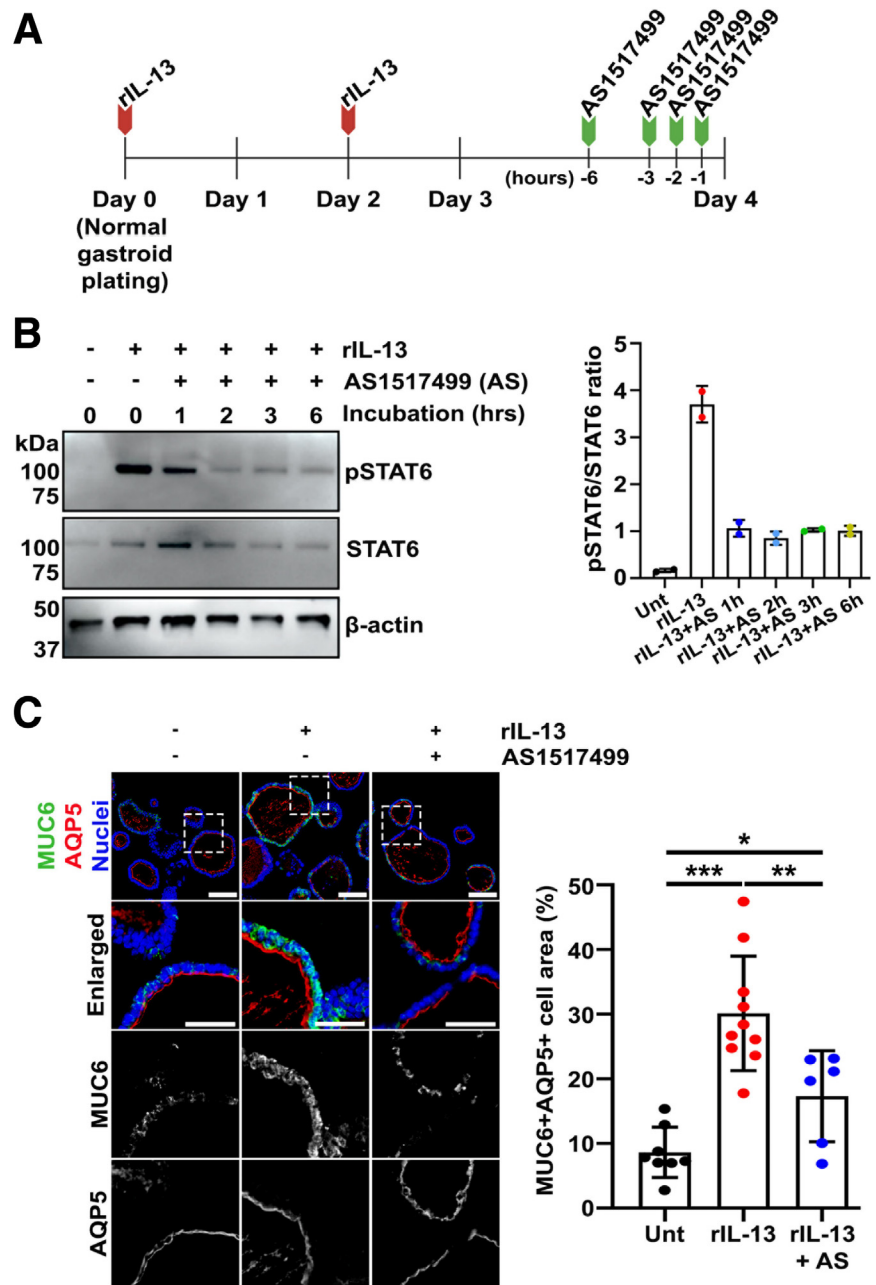 A
rIL-13
rIL-13
AS1517499
AS1517499
AS1517499
AS1517499
(hours) -6 -3 -2 -1
Day 0 Day 1 Day 2 Day 3 Day 4
(Normal
gastroid
plating)
B
- + + + + + rIL-13
- - + + + + AS1517499 (AS)
0 0 1 2 3 6 Incubation (hrs)
kDa
100
75
pSTAT6
100
75
STAT6
50
37
β-actin
pSTAT6/STAT6 ratio
5
4
3
2
1
0
Unt
rIL-13
rIL-13+AS 1h
rIL-13+AS 2h
rIL-13+AS 3h
rIL-13+AS 6h
C
- + + rIL-13
- - + AS1517499
MUC6
AQP5
Nuclei
Enlarged
MUC6
AQP5
MUC6+AQP5+ cell area (%)
*
*** **
50
40
30
20
10
0
Unt rIL-13 rIL-13
+ AS